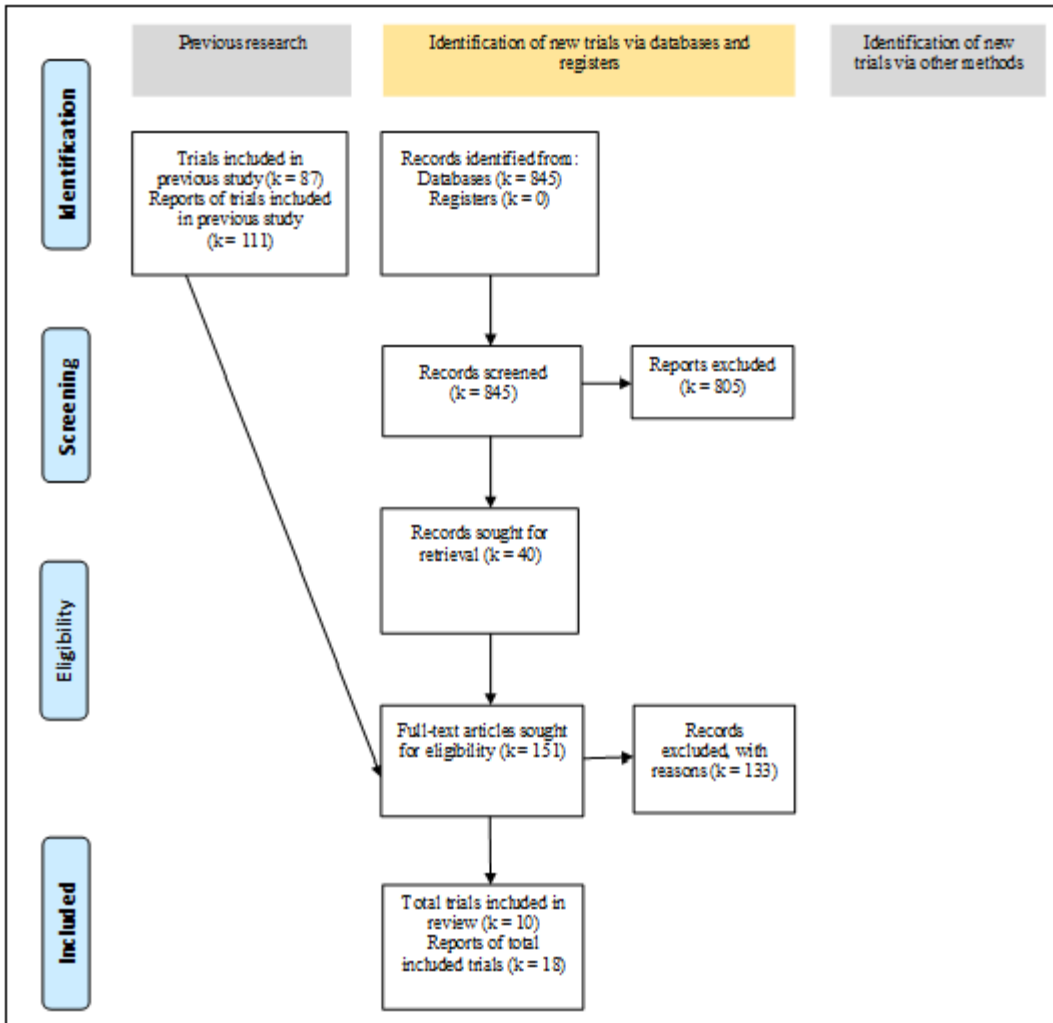 Previous research
Identification of new trials via databases and
registers
Identification of new
trials via other methods
Identification
Trials included in
previous study (k = 87)
Reports of trials included
in previous study
(k = 111)
Records identified from:
Databases (k = 845)
Registers (k = 0)
Screening
Records screened
(k = 845)
Reports excluded
(k = 805)
Records sought for
retrieval (k = 40)
Eligibility
Full-text articles sought
for eligibility (k = 151)
Records
excluded, with
reasons (k = 133)
Included
Total trials included in
review (k = 10)
Reports of total
included trials (k = 18)